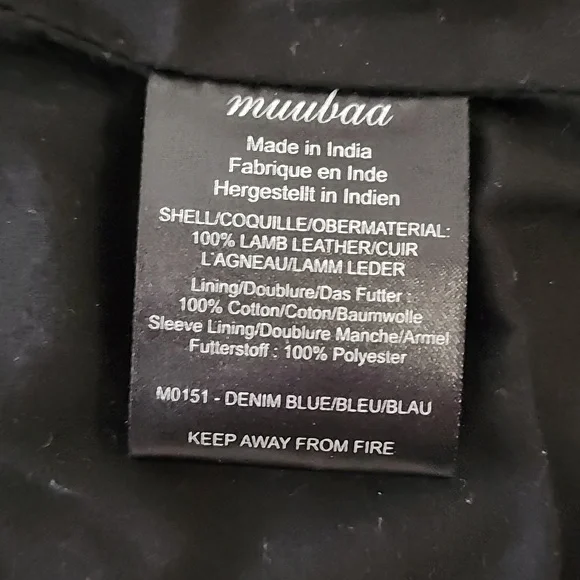 muubaa
Made in India
Fabrique en Inde
Hergestellt in Indien
SHELL/COQUILLE/OBERMATERIAL:
100% LAMB LEATHER/CUIR
L'AGNEAU/LAMM LEDER
Lining/Doublure/Das Futter :
100% Cotton/Coton/Baumwolle
Sleeve Lining/Doublure Manche/Armel
Futterstoff : 100% Polyester
M0151 - DENIM BLUE/BLEU/BLAU
KEEP AWAY FROM FIRE